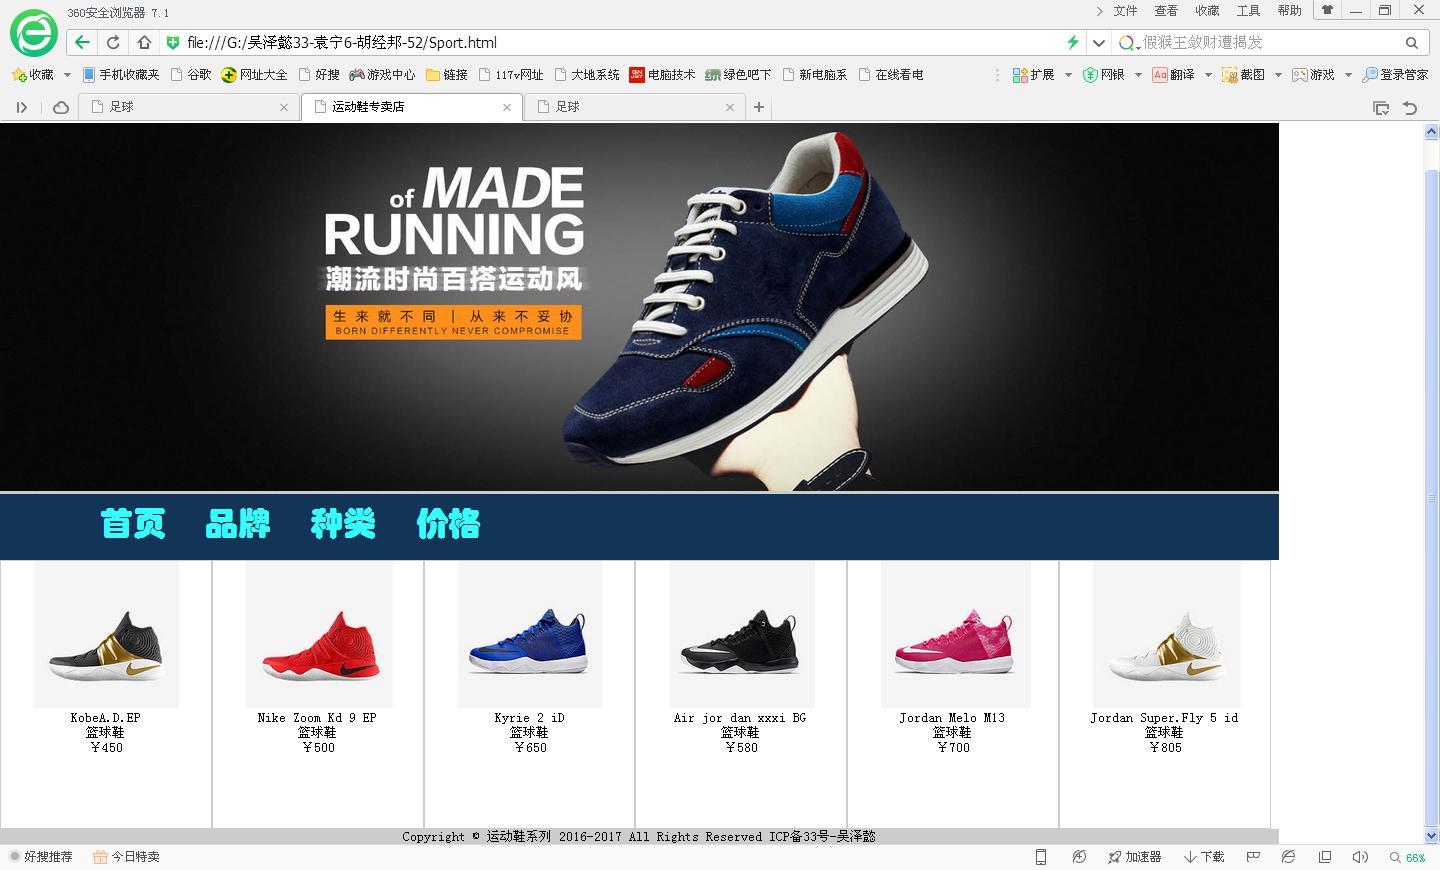 360安全浏览器 7.1
文件 查看 收藏 工具 帮助
file:///G:/吴泽懿33-袁宁6-胡经邦-52/Sport.html
假猴王敛财遭揭发
收藏 手机收藏夹 谷歌 网址大全 好搜 游戏中心 链接 117v网址 大地系统 电脑技术 绿色吧下 新电脑系 在线看电 扩展 网银 翻译 截图 游戏 登录管家
足球 运动鞋专卖店 足球
of MADE
RUNNING
潮流时尚百搭运动风
生来就不同 | 从来不妥协
BORN DIFFERENTLY NEVER COMPROMISE
首页 品牌 种类 价格
KobeA.D.EP
篮球鞋
￥450
Nike Zoom Kd 9 EP
篮球鞋
￥500
Kyrie 2 iD
篮球鞋
￥650
Air jor dan xxxi BG
篮球鞋
￥580
Jordan Melo M13
篮球鞋
￥700
Jordan Super.Fly 5 id
篮球鞋
￥805
Copyright © 运动鞋系列 2016-2017 All Rights Reserved ICP备33号-吴泽懿
好搜推荐 今日特卖 加速器 下载 66%